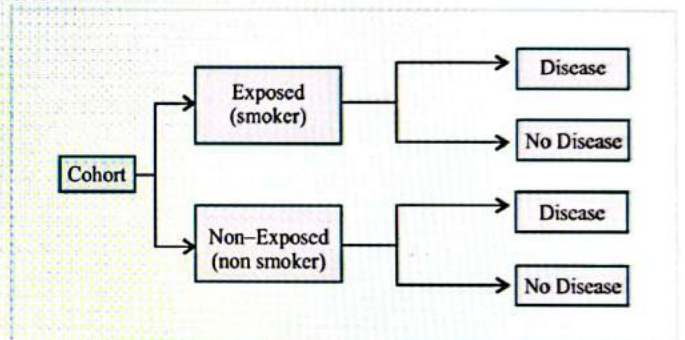 Exposed
(smoker)
Disease
No Disease
Cohort
Non-Exposed
(non smoker)
Disease
No Disease